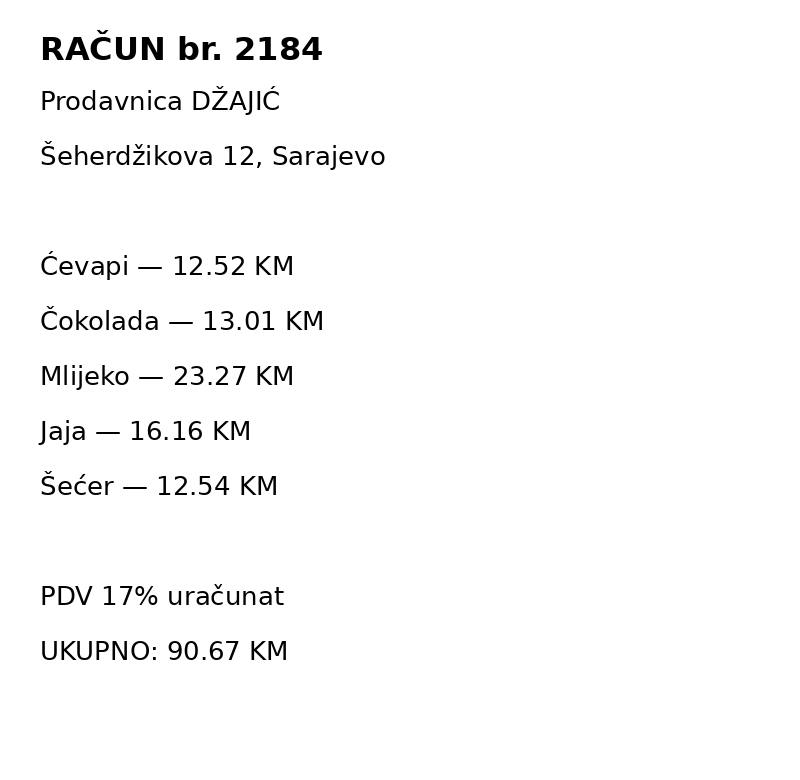 RAČUN br. 2184
Prodavnica DŽAJIĆ
Šeherdžikova 12, Sarajevo
Ćevapi — 12.52 KM
Čokolada — 13.01 KM
Mlijeko — 23.27 KM
Jaja — 16.16 KM
Šećer — 12.54 KM
PDV 17% uračunat
UKUPNO: 90.67 KM